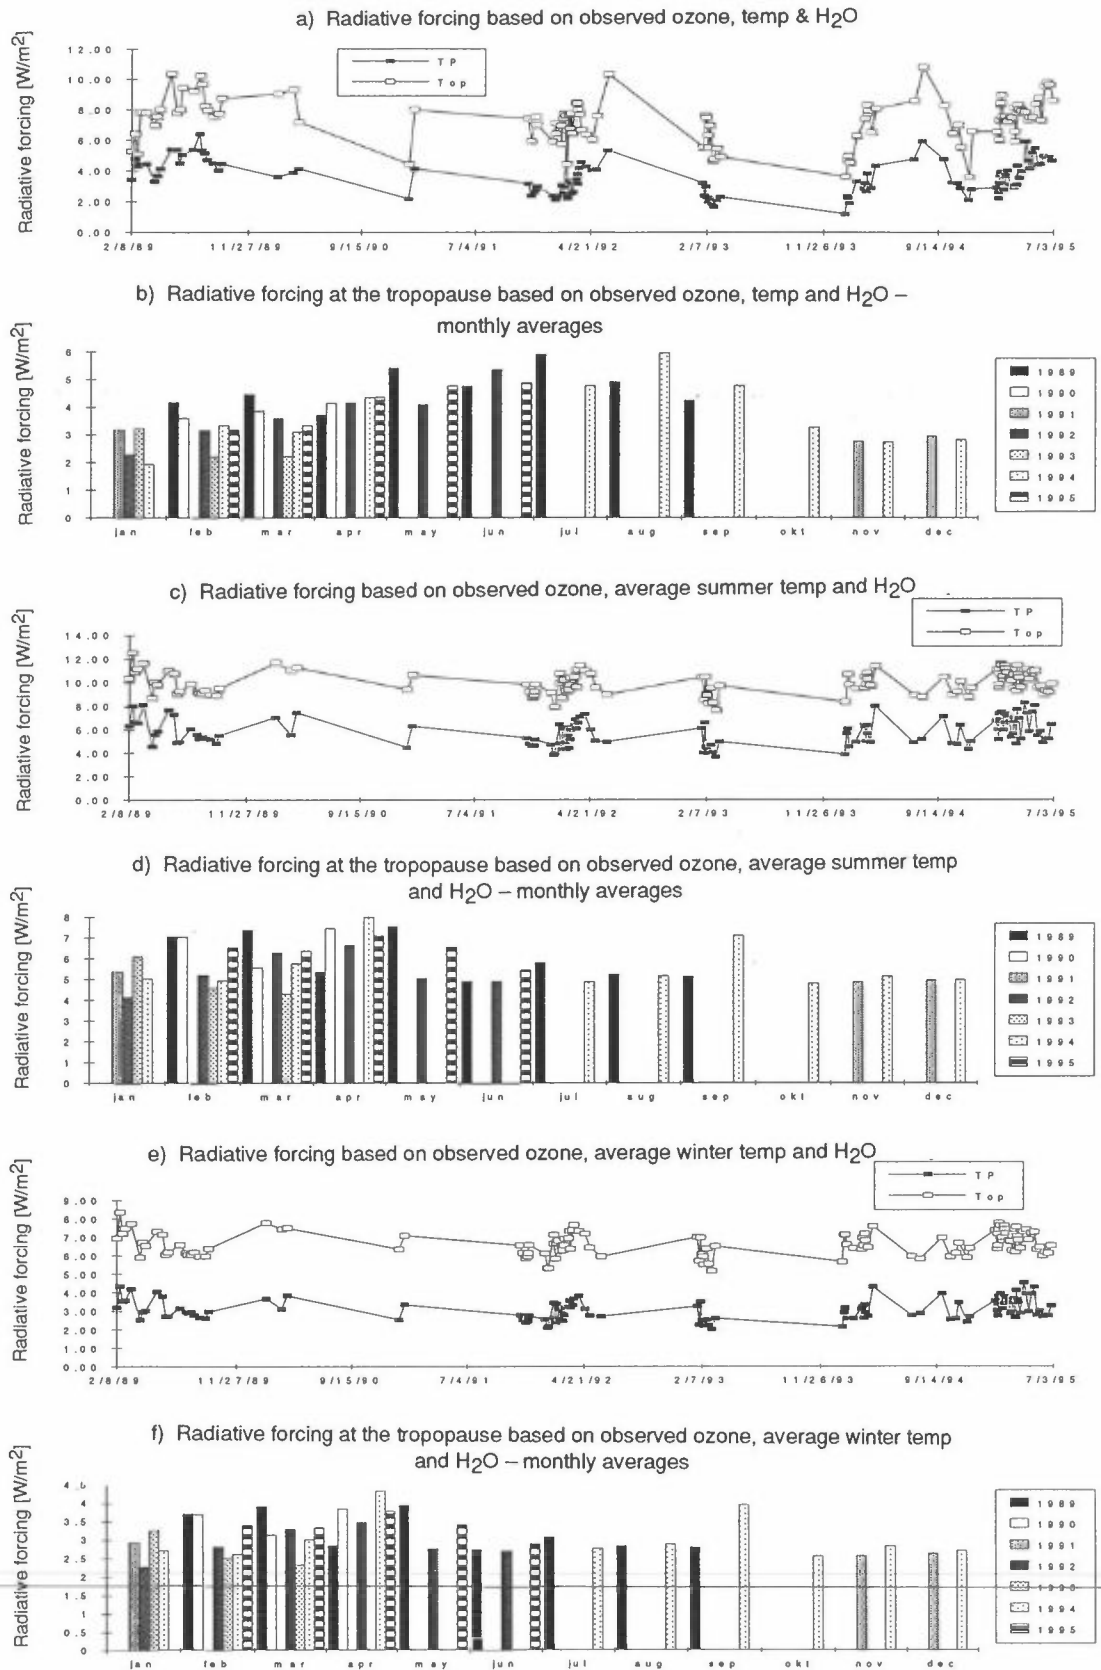 a) Radiative forcing based on observed ozone, temp & H2O
Radiative forcing [W/m2]
12.00
10.00
8.00
6.00
4.00
2.00
0.00
TP
Top
2/8/89 11/27/89 9/15/90 7/4/91 4/21/92 2/7/93 11/26/93 9/14/94 7/3/95
b) Radiative forcing at the tropopause based on observed ozone, temp and H2O –
monthly averages
Radiative forcing [W/m2]
6
5
4
3
2
1
0
jan feb mar apr may jun jul aug sep okt nov dec
1989
1990
1991
1992
1993
1994
1995
c) Radiative forcing based on observed ozone, average summer temp and H2O
Radiative forcing [W/m2]
TP
Top
14.00
12.00
10.00
8.00
6.00
4.00
2.00
0.00
2/8/89 11/27/89 9/15/90 7/4/91 4/21/92 2/7/93 11/26/93 9/14/94 7/3/95
d) Radiative forcing at the tropopause based on observed ozone, average summer temp
and H2O – monthly averages
Radiative forcing [W/m2]
8
7
6
5
4
3
2
1
0
jan feb mar apr may jun jul aug sep okt nov dec
1989
1990
1991
1992
1993
1994
1995
e) Radiative forcing based on observed ozone, average winter temp and H2O
Radiative forcing [W/m2]
TP
Top
9.00
8.00
7.00
6.00
5.00
4.00
3.00
2.00
1.00
0.00
2/8/89 11/27/89 9/15/90 7/4/91 4/21/92 2/7/93 11/26/93 9/14/94 7/3/95
f) Radiative forcing at the tropopause based on observed ozone, average winter temp
and H2O – monthly averages
Radiative forcing [W/m2]
4.5
4
3.5
3
2.5
2
1.5
1
0.5
0
jan feb mar apr may jun jul aug sep okt nov dec
1989
1990
1991
1992
1993
1994
1995